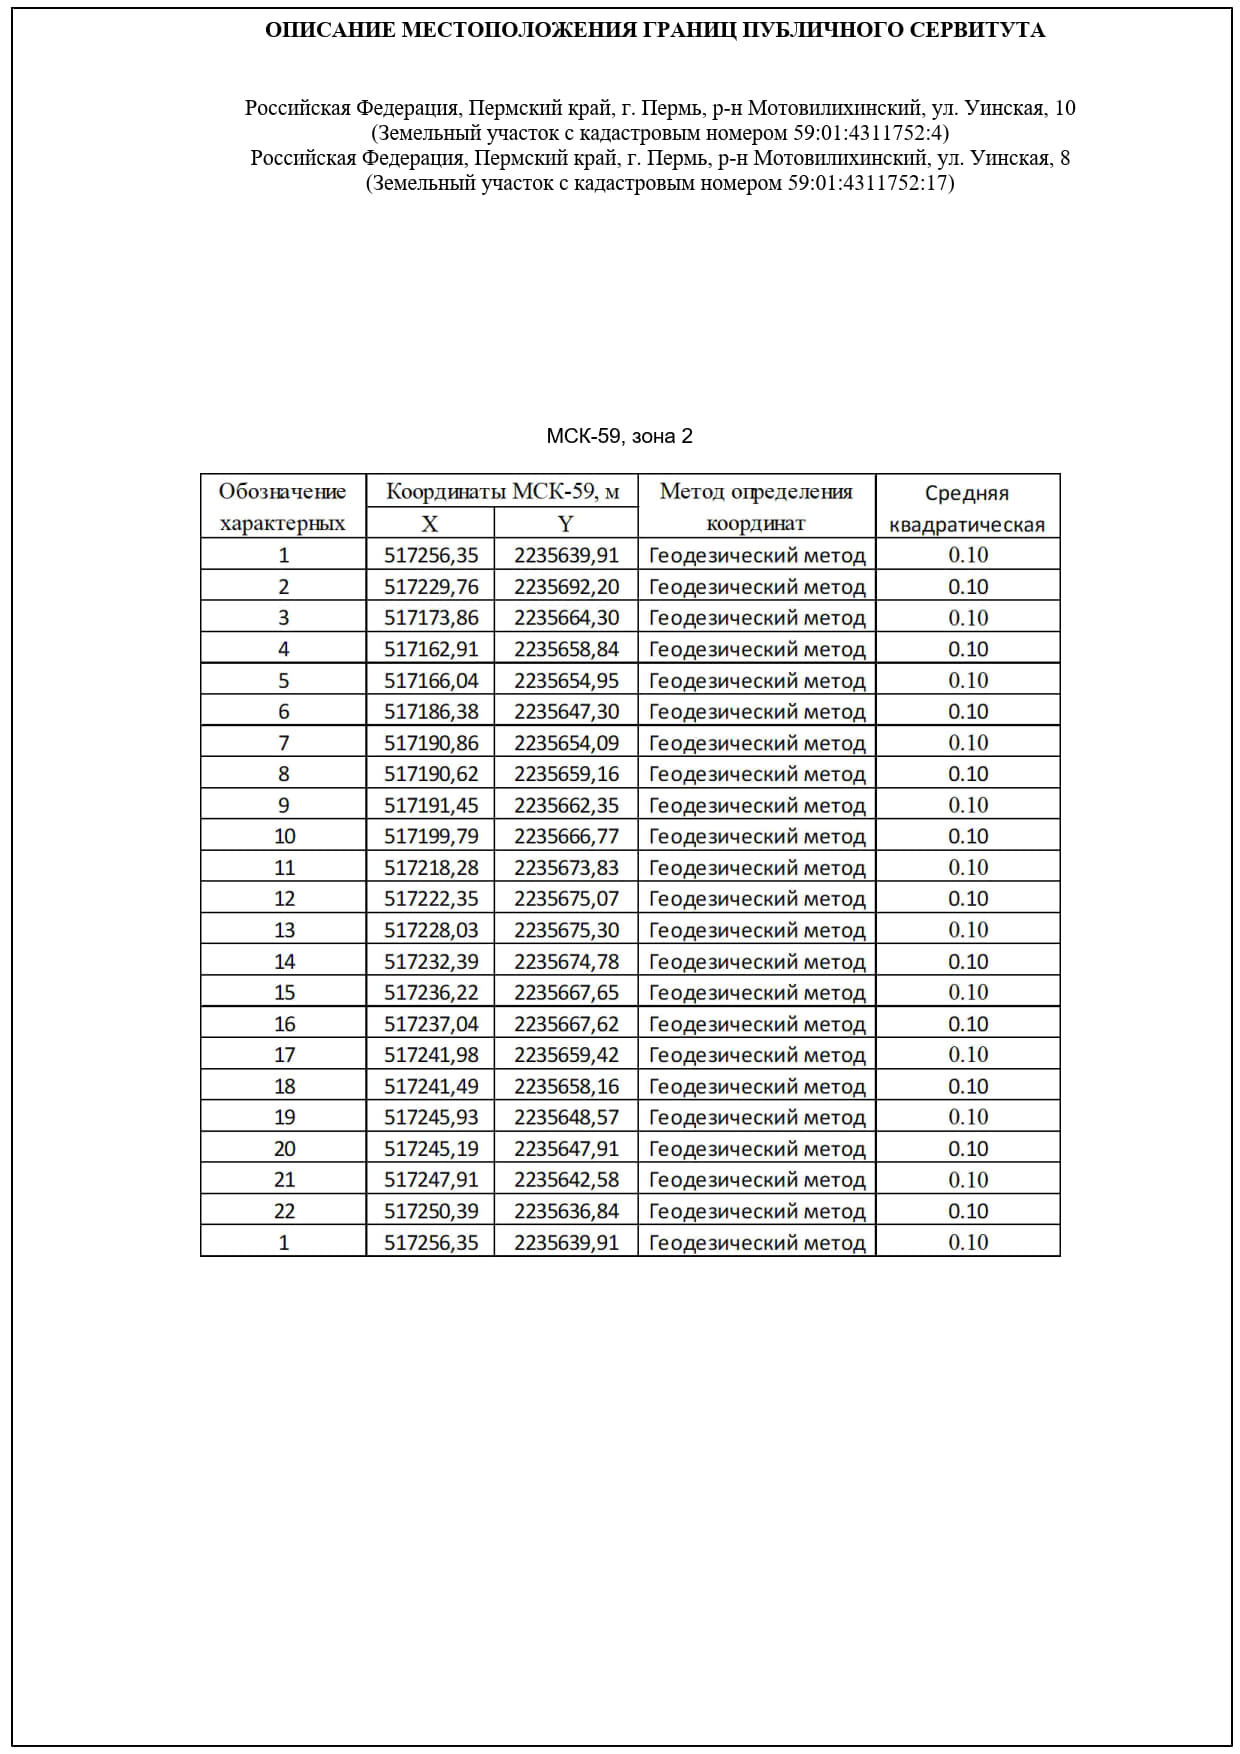 ОПИСАНИЕ МЕСТОПОЛОЖЕНИЯ ГРАНИЦ ПУБЛИЧНОГО СЕРВИТУТА
Российская Федерация, Пермский край, г. Пермь, р-н Мотовилихинский, ул. Уинская, 10
(Земельный участок с кадастровым номером 59:01:4311752:4)
Российская Федерация, Пермский край, г. Пермь, р-н Мотовилихинский, ул. Уинская, 8
(Земельный участок с кадастровым номером 59:01:4311752:17)
МСК-59, зона 2
Обозначение Координаты МСК-59, м Метод определения Средняя
характерных X Y координат квадратическая
1 517256,35 2235639,91 Геодезический метод 0.10
2 517229,76 2235692,20 Геодезический метод 0.10
3 517173,86 2235664,30 Геодезический метод 0.10
4 517162,91 2235658,84 Геодезический метод 0.10
5 517166,04 2235654,95 Геодезический метод 0.10
6 517186,38 2235647,30 Геодезический метод 0.10
7 517190,86 2235654,09 Геодезический метод 0.10
8 517190,62 2235659,16 Геодезический метод 0.10
9 517191,45 2235662,35 Геодезический метод 0.10
10 517199,79 2235666,77 Геодезический метод 0.10
11 517218,28 2235673,83 Геодезический метод 0.10
12 517222,35 2235675,07 Геодезический метод 0.10
13 517228,03 2235675,30 Геодезический метод 0.10
14 517232,39 2235674,78 Геодезический метод 0.10
15 517236,22 2235667,65 Геодезический метод 0.10
16 517237,04 2235667,62 Геодезический метод 0.10
17 517241,98 2235659,42 Геодезический метод 0.10
18 517241,49 2235658,16 Геодезический метод 0.10
19 517245,93 2235648,57 Геодезический метод 0.10
20 517245,19 2235647,91 Геодезический метод 0.10
21 517247,91 2235642,58 Геодезический метод 0.10
22 517250,39 2235636,84 Геодезический метод 0.10
1 517256,35 2235639,91 Геодезический метод 0.10